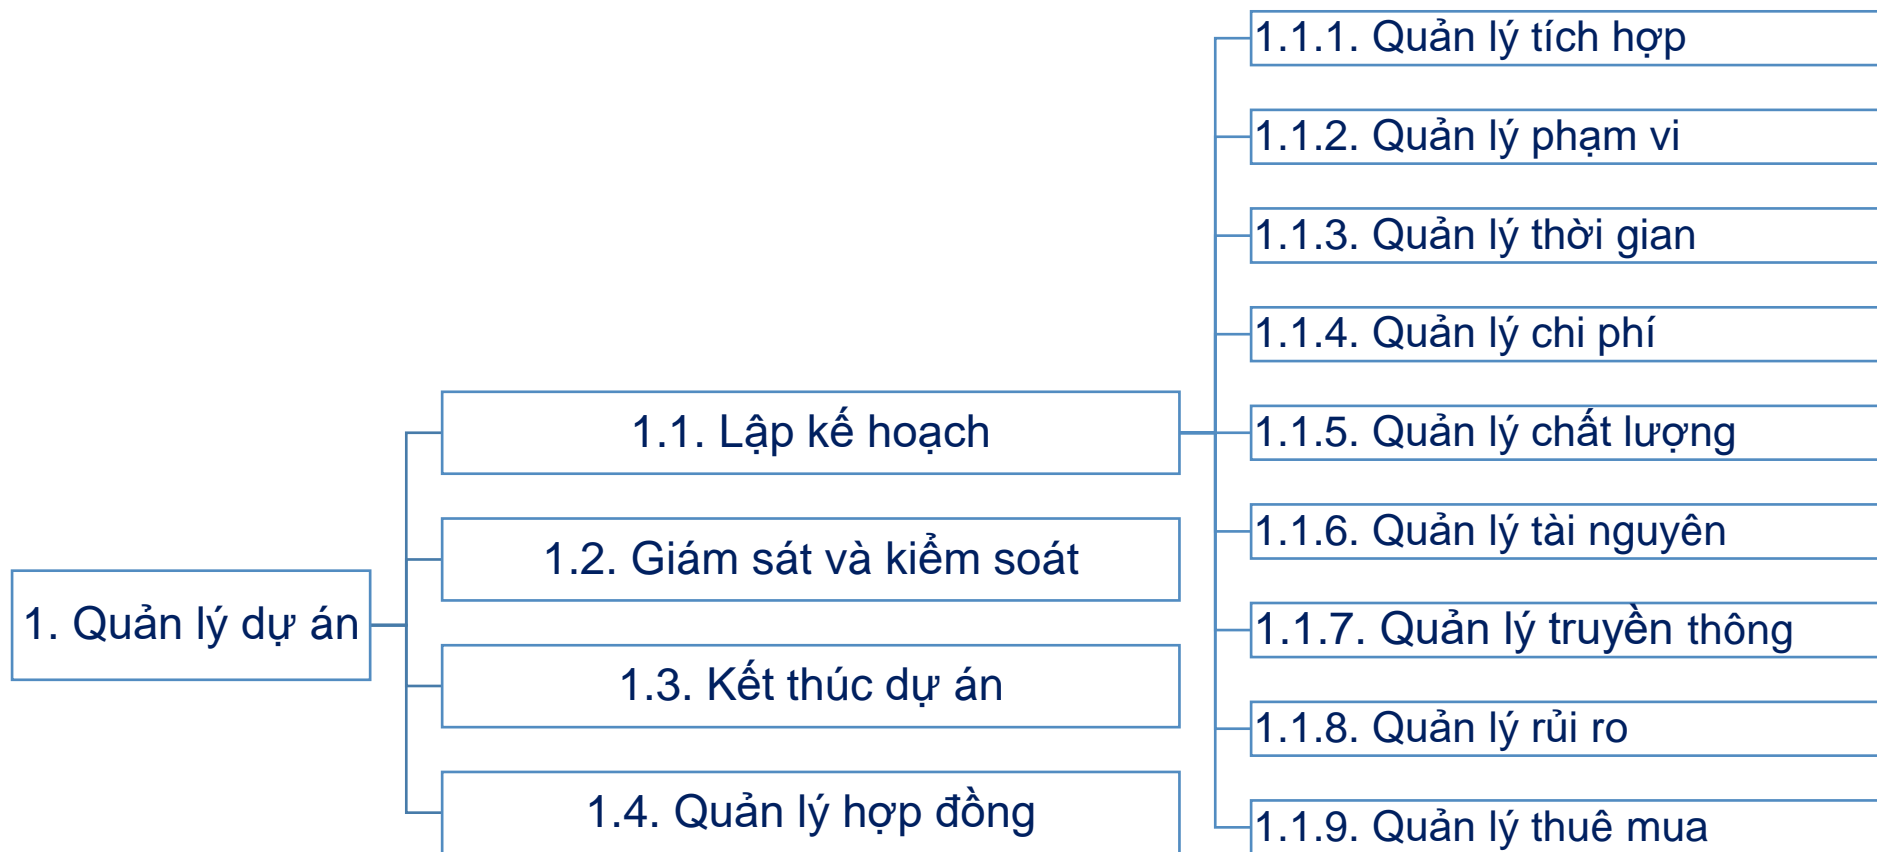 1. Quản lý dự án
1.1. Lập kế hoạch
1.2. Giám sát và kiểm soát
1.3. Kết thúc dự án
1.4. Quản lý hợp đồng
1.1.1. Quản lý tích hợp
1.1.2. Quản lý phạm vi
1.1.3. Quản lý thời gian
1.1.4. Quản lý chi phí
1.1.5. Quản lý chất lượng
1.1.6. Quản lý tài nguyên
1.1.7. Quản lý truyền thông
1.1.8. Quản lý rủi ro
1.1.9. Quản lý thuê mua